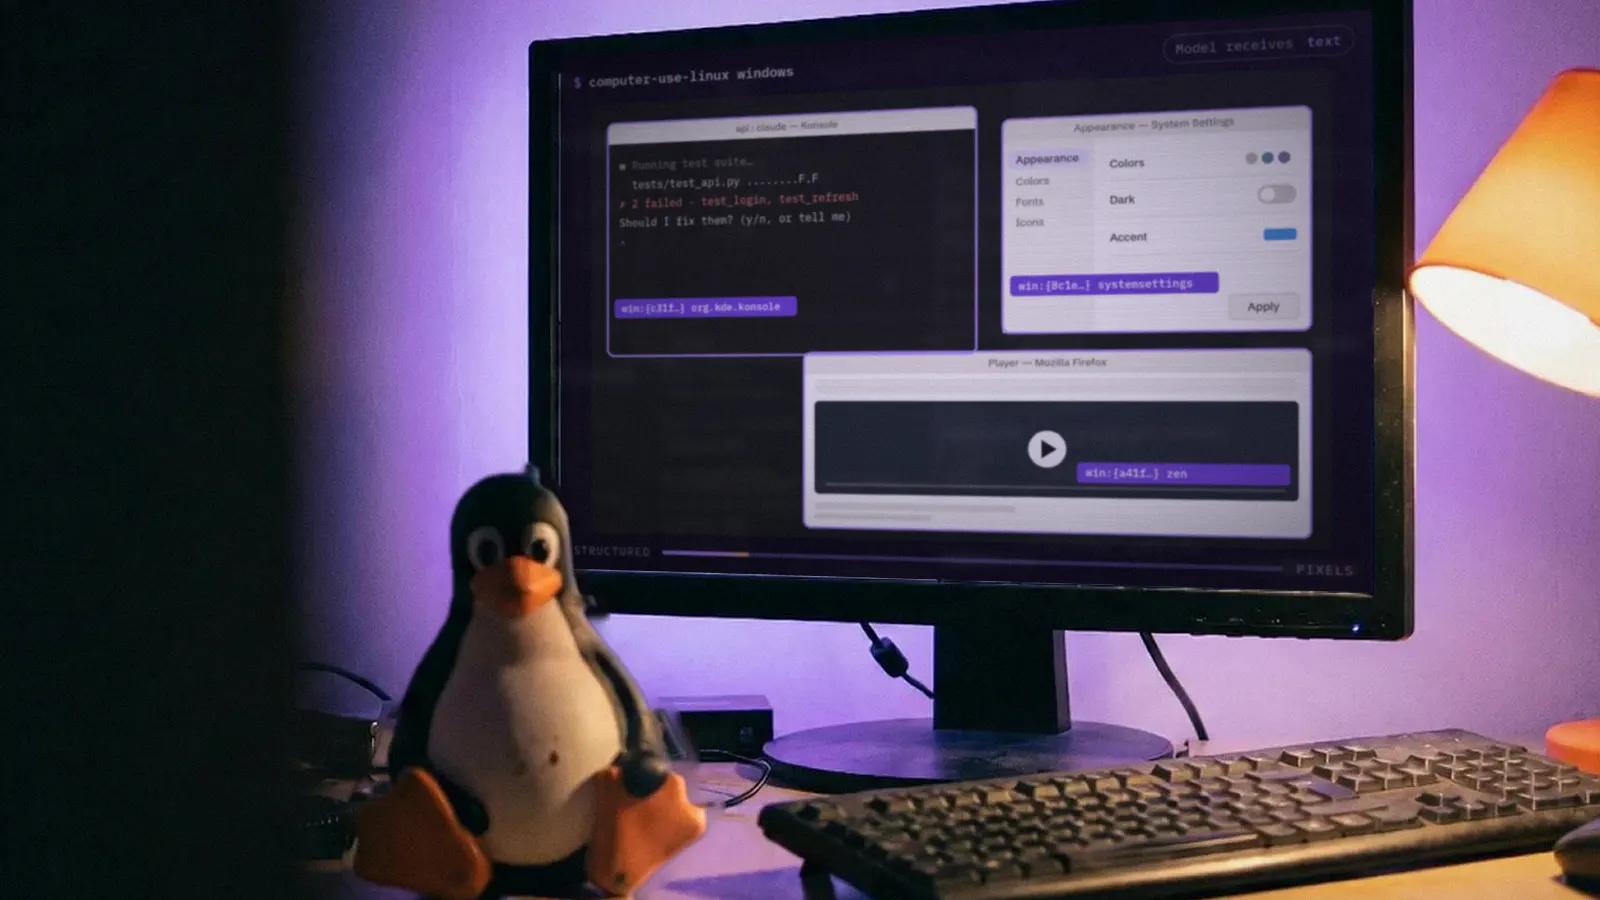 Model receives text
$ computer-use-linux windows
api : claude — Konsole
Running test suite…
tests/test_api.py ........F.F
✗ 2 failed - test_login, test_refresh
Should I fix them? (y/n, or tell me)
win:{c31f…} org.kde.konsole
Appearance — System Settings
Appearance
Colors
Fonts
Icons
Colors
Dark
Accent
win:{8c1e…} systemsettings
Apply
Player — Mozilla Firefox
win:{a41f…} zen
STRUCTURED
PIXELS